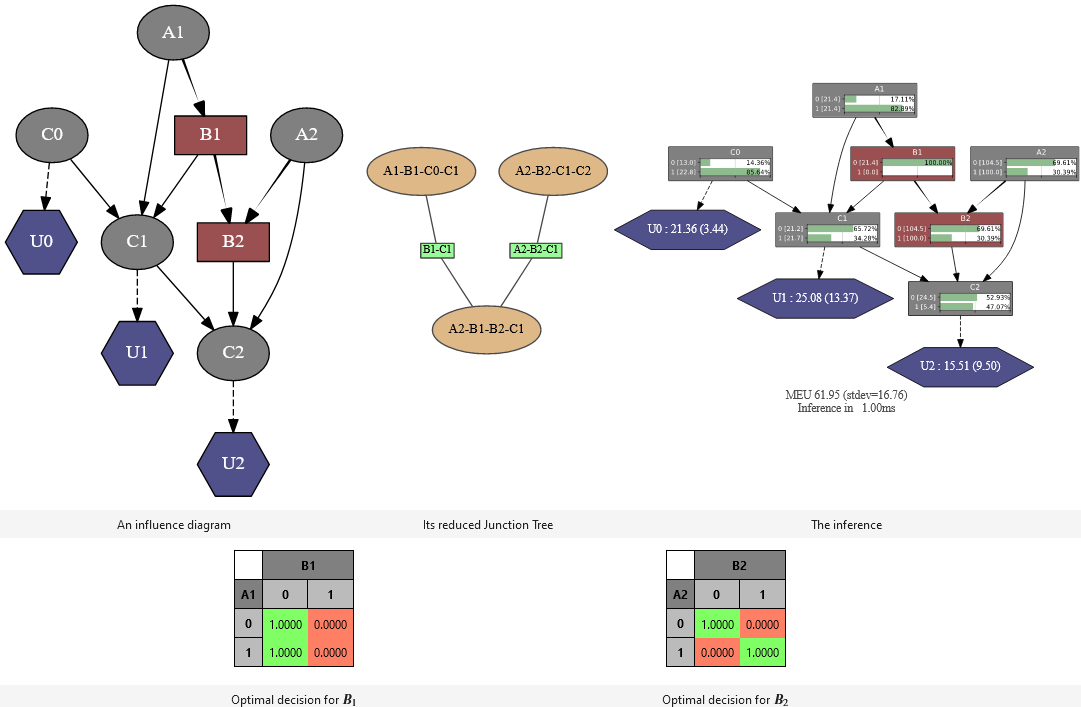 A1
C0
B1
A2
U0
C1
B2
U1
C2
U2
A1-B1-C0-C1
A2-B2-C1-C2
B1-C1
A2-B2-C1
A2-B1-B2-C1
A1
0 [21.4] 17.11%
1 [21.4] 82.89%
C0
0 [13.0] 14.36%
1 [22.8] 85.64%
B1
0 [21.4] 100.00%
1 [0.0]
A2
0 [104.5] 69.61%
1 [100.0] 30.39%
U0 : 21.36 (3.44)
C1
0 [21.2] 65.72%
1 [21.7] 34.28%
B2
0 [104.5] 69.61%
1 [100.0] 30.39%
U1 : 25.08 (13.37)
C2
0 [24.5] 52.93%
1 [5.4] 47.07%
U2 : 15.51 (9.50)
MEU 61.95 (stdev=16.76)
Inference in 1.00ms
An influence diagram
Its reduced Junction Tree
The inference
B1
A1 0 1
0 1.0000 0.0000
1 1.0000 0.0000
Optimal decision for B1
B2
A2 0 1
0 1.0000 0.0000
1 0.0000 1.0000
Optimal decision for B2